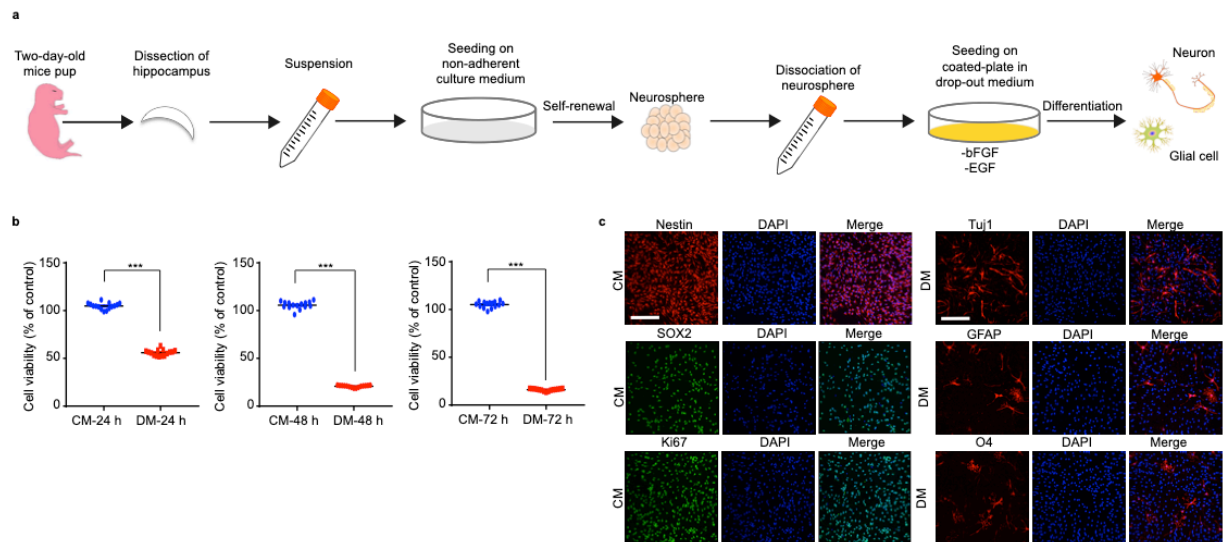 a
Two-day-old
mice pup
Dissection of
hippocampus
Suspension
Seeding on
non-adherent
culture medium
Self-renewal
Neurosphere
Dissociation of
neurosphere
Seeding on
coated-plate in
drop-out medium
-bFGF
-EGF
Differentiation
Neuron
Glial cell
b
Cell viability (% of control)
150
100
50
0
***
CM-24 h DM-24 h
Cell viability (% of control)
150
100
50
0
***
CM-48 h DM-48 h
Cell viability (% of control)
150
100
50
0
***
CM-72 h DM-72 h
c
Nestin DAPI Merge
CM
SOX2 DAPI Merge
CM
Ki67 DAPI Merge
CM
Tuj1 DAPI Merge
DM
GFAP DAPI Merge
DM
O4 DAPI Merge
DM